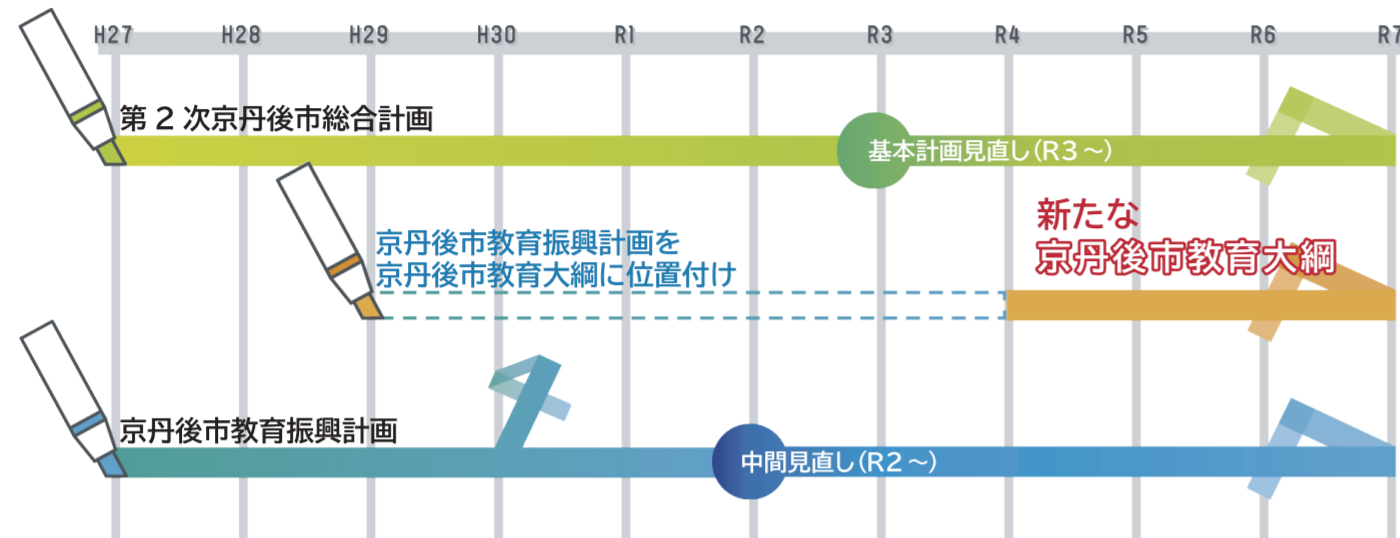 H27 H28 H29 H30 R1 R2 R3 R4 R5 R6 R7
第2次京丹後市総合計画
基本計画見直し(R3～)
新たな
京丹後市教育大綱
京丹後市教育振興計画を
京丹後市教育大綱に位置付け
京丹後市教育振興計画
中間見直し(R2～)